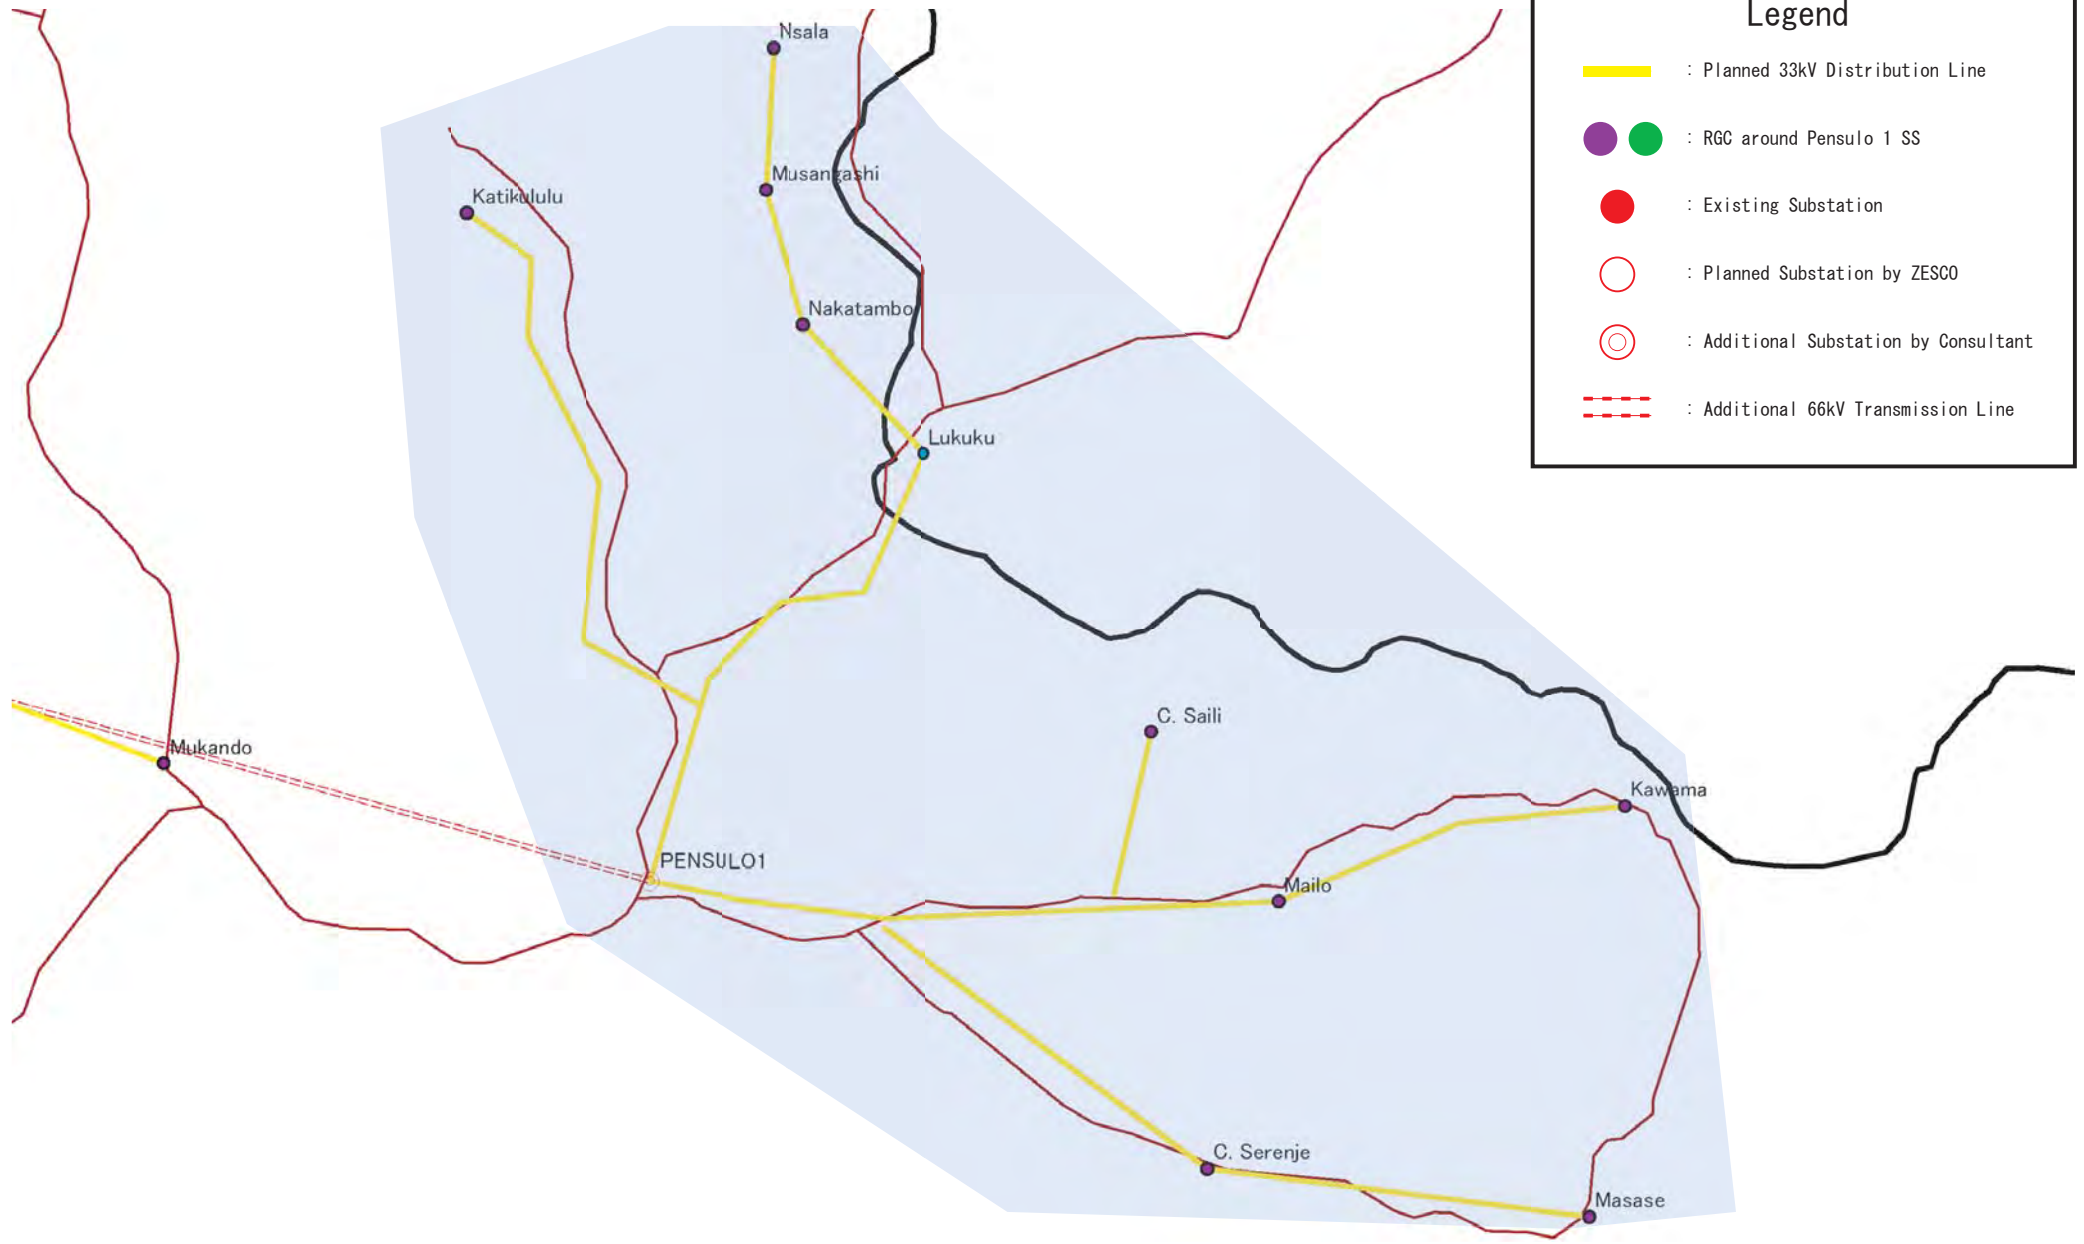 Legend
: Planned 33kV Distribution Line
: RGC around Pensulo 1 SS
: Existing Substation
: Planned Substation by ZESCO
: Additional Substation by Consultant
: Additional 66kV Transmission Line
Nsala
Musangashi
Katikululu
Nakatambo
Lukuku
C. Saili
Mukando
Kawama
PENSULO1
Mailo
C. Serenje
Masase